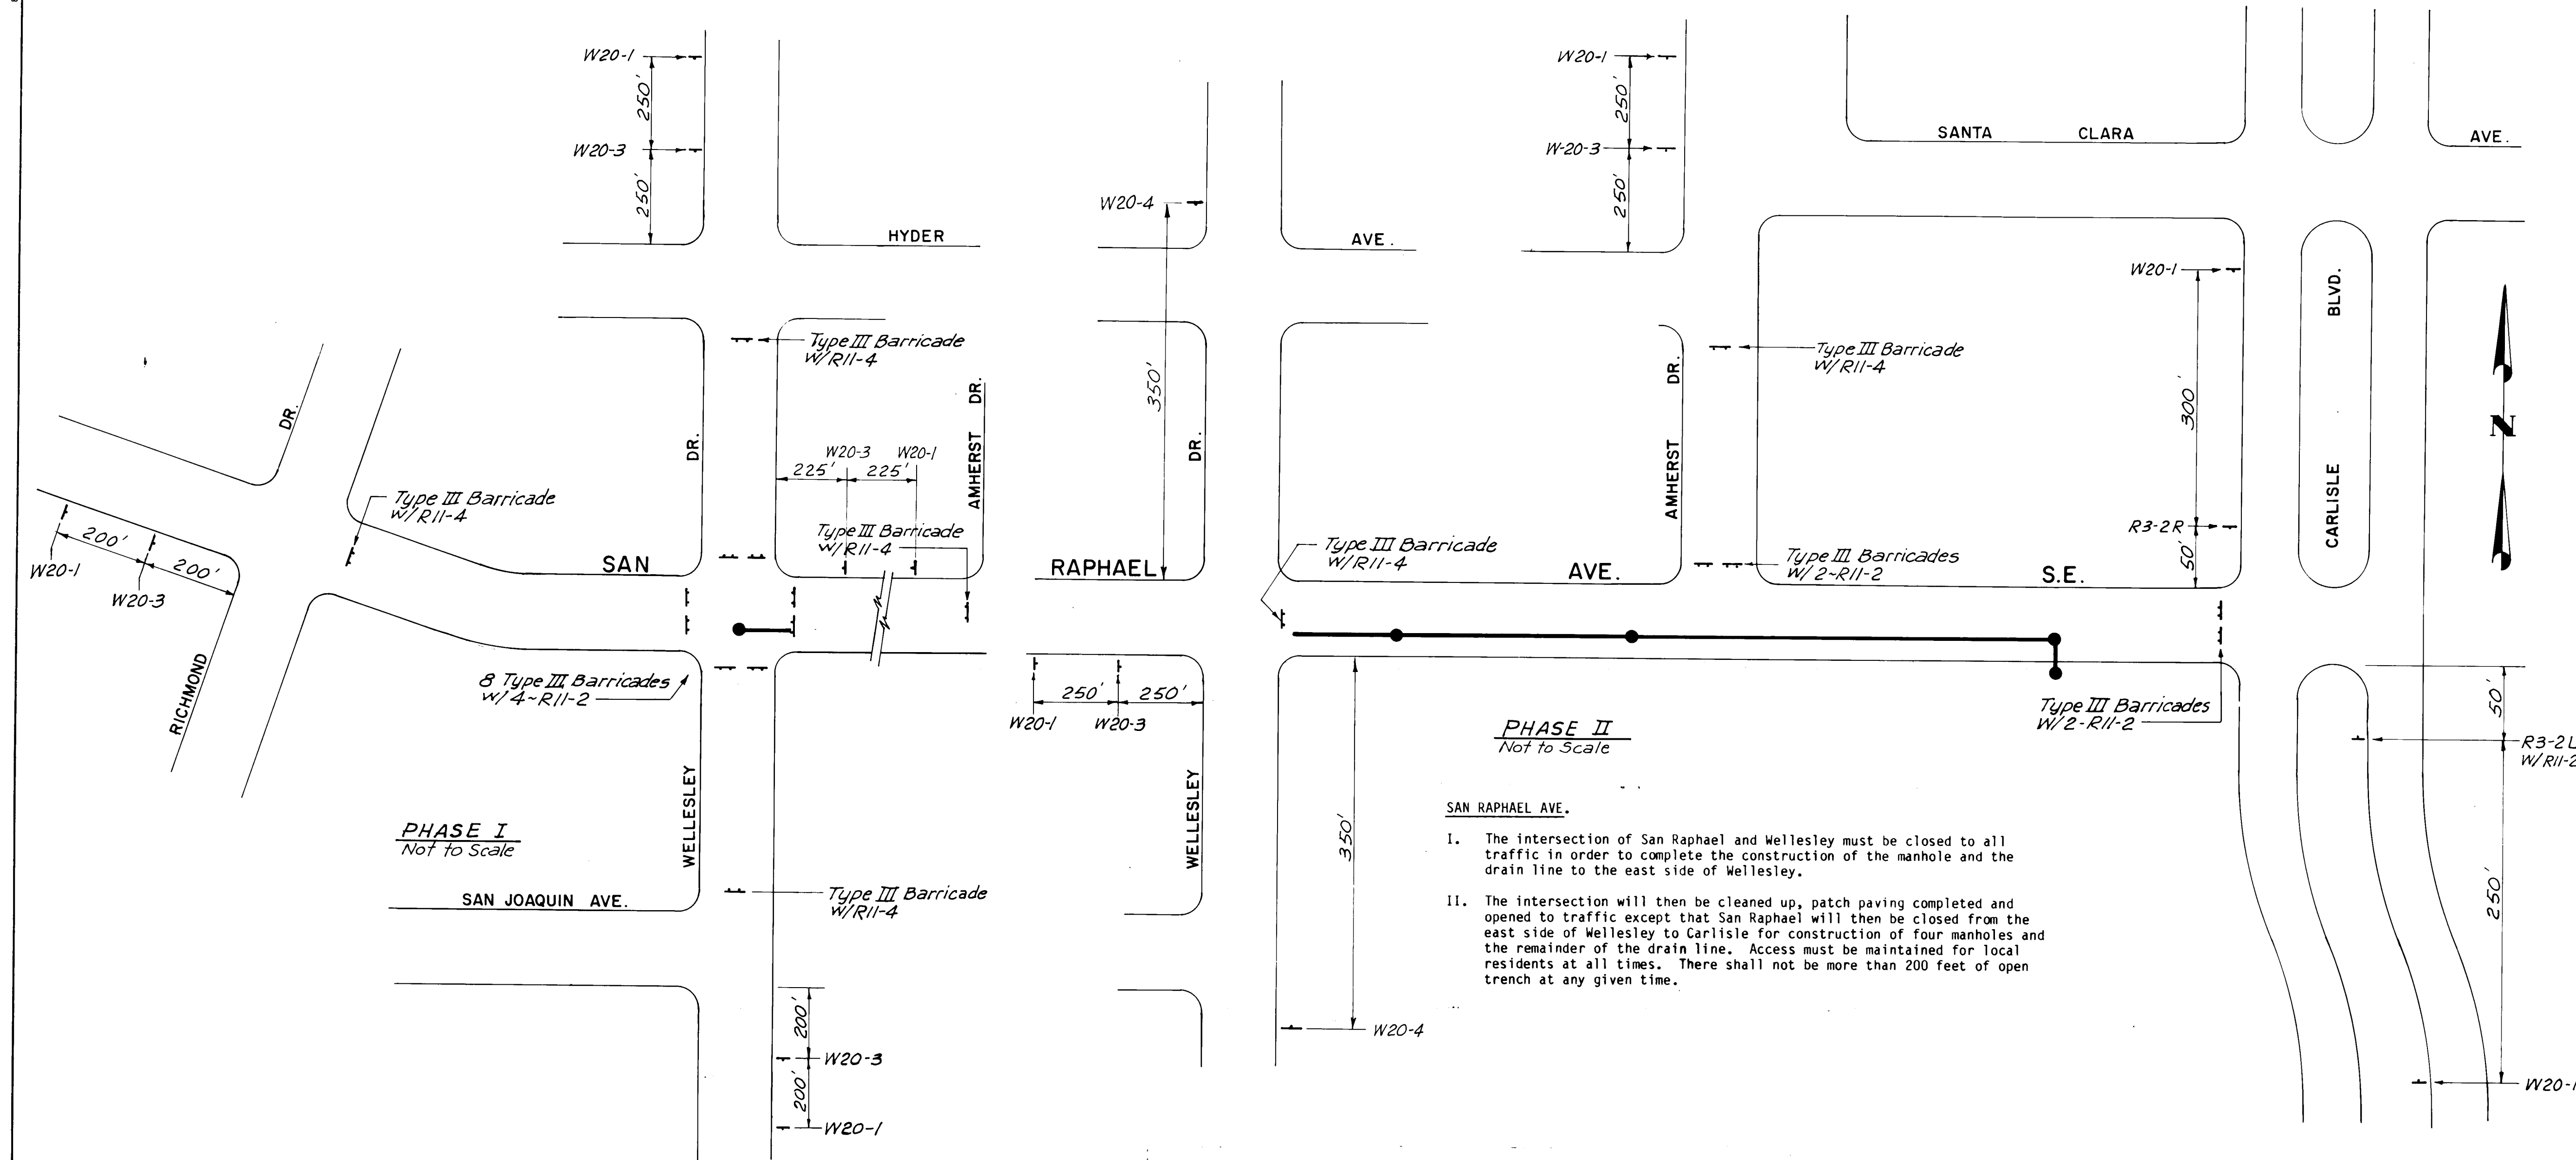 W20-1
250'
W20-3
250'
HYDER
DR.
Type III Barricade
W/R11-4
DR.
Type III Barricade
W/R11-4
200'
200'
W20-1
W20-3
RICHMOND
SAN
W20-3 W20-1
225' 225'
Type III Barricade
W/R11-4
AMHERST DR.
8 Type III Barricades
W/4~R11-2
WELLESLEY
PHASE I
Not to Scale
SAN JOAQUIN AVE.
Type III Barricade
W/R11-4
200'
W20-3
200'
W20-1
W20-4
350'
AVE.
RAPHAEL
DR.
250' 250'
W20-1 W20-3
WELLESLEY
W20-1
250'
W-20-3
250'
Type III Barricade
W/R11-4
AVE.
AMHERST DR.
Type III Barricade
W/R11-4
Type III Barricades
W/2~R11-2
S.E.
SANTA CLARA
AVE.
W20-1
300'
R3-2R
50'
CARLISLE BLVD.
N
Type III Barricades
W/2-R11-2
50'
R3-2L
W/R11-2
250'
W20-1
350'
W20-4
PHASE II
Not to Scale
SAN RAPHAEL AVE.
I. The intersection of San Raphael and Wellesley must be closed to all
traffic in order to complete the construction of the manhole and the
drain line to the east side of Wellesley.
II. The intersection will then be cleaned up, patch paving completed and
opened to traffic except that San Raphael will then be closed from the
east side of Wellesley to Carlisle for construction of four manholes and
the remainder of the drain line. Access must be maintained for local
residents at all times. There shall not be more than 200 feet of open
trench at any given time.